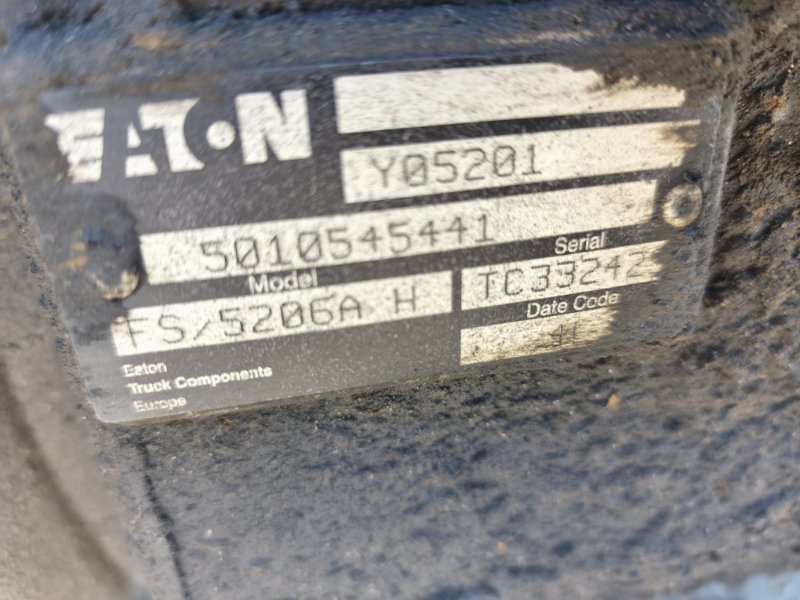 EATON
Y05201
5010545441
Model
Serial
FS/5206A H
TC33242
Date Code
Eaton
Truck Components
Europe